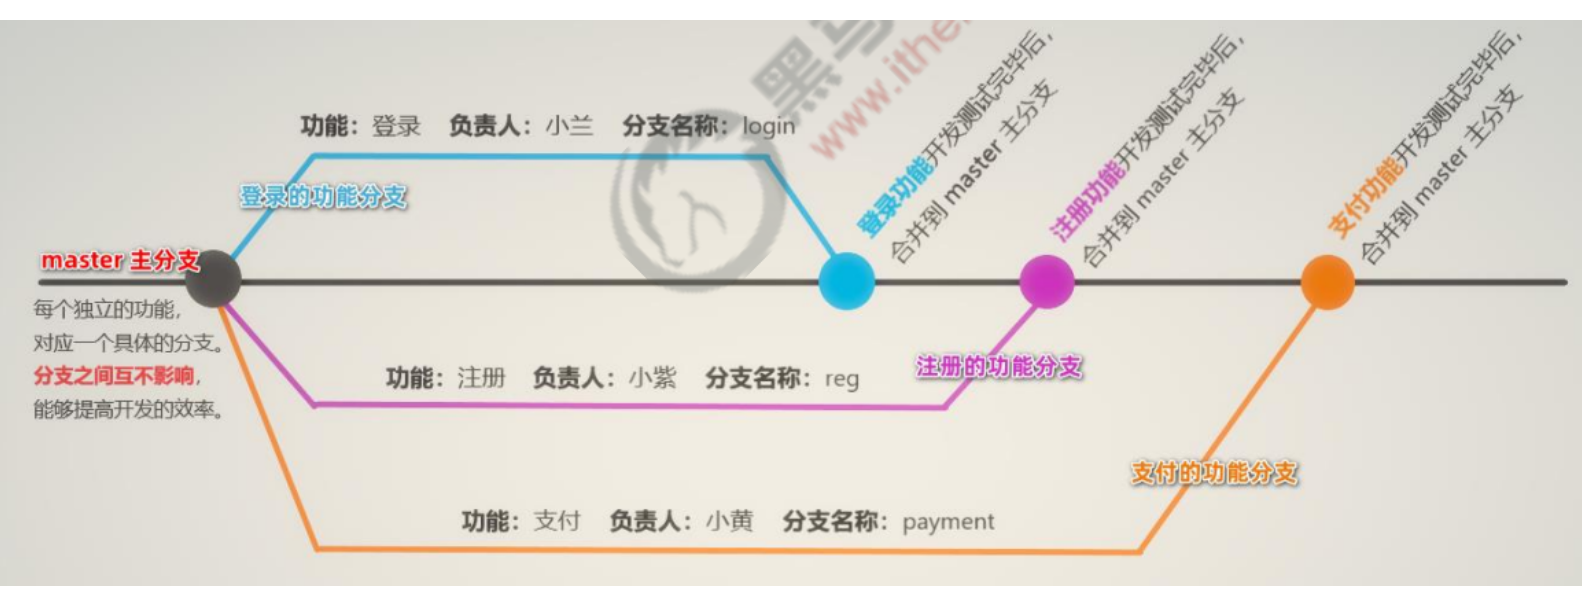 黑马
www.ithe
功能：登录 负责人：小兰 分支名称：login
登录的功能分支
master 主分支
每个独立的功能，
对应一个具体的分支。
分支之间互不影响，
能够提高开发的效率。
登录功能开发测试完毕后，
合并到 master 主分支
注册功能开发测试完毕后，
合并到 master 主分支
支付功能开发测试完毕后，
合并到 master 主分支
功能：注册 负责人：小紫 分支名称：reg
注册的功能分支
支付的功能分支
功能：支付 负责人：小黄 分支名称：payment